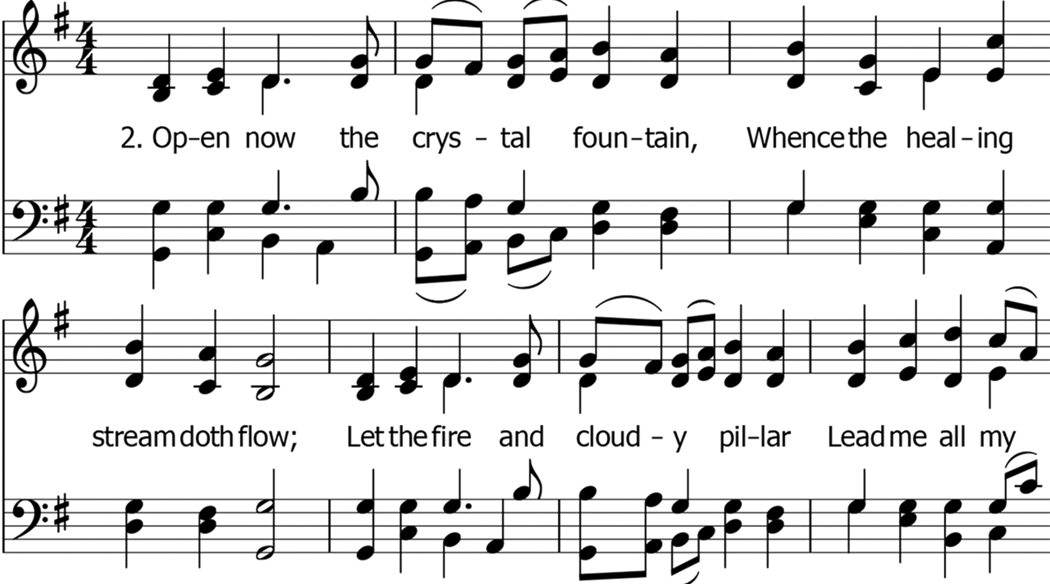 2. Op-en now the crys - tal foun-tain, Whence the heal-ing
stream doth flow; Let the fire and cloud - y pil-lar Lead me all my